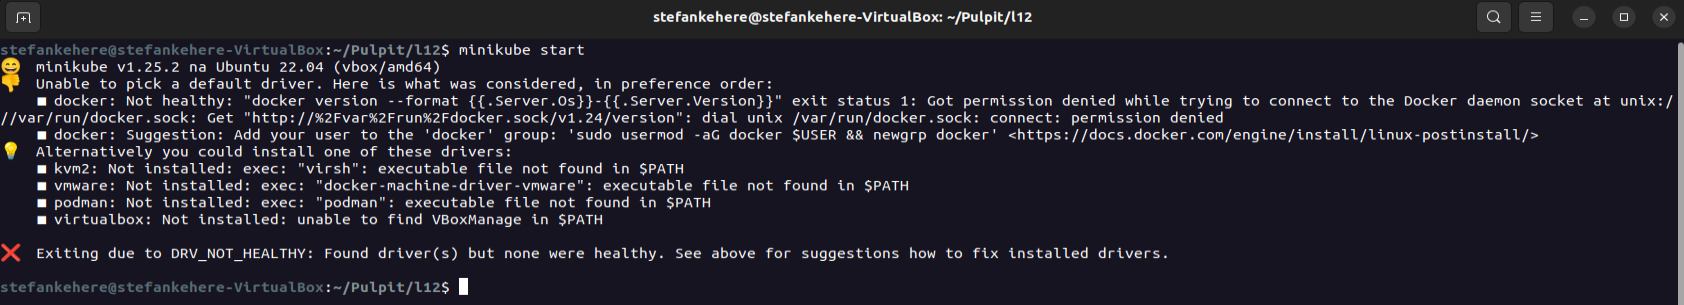 stefankehere@stefankehere-VirtualBox: ~/Pulpit/l12
stefankehere@stefankehere-VirtualBox:~/Pulpit/l12$ minikube start
😄 minikube v1.25.2 na Ubuntu 22.04 (vbox/amd64)
👎 Unable to pick a default driver. Here is what was considered, in preference order:
■ docker: Not healthy: "docker version --format {{.Server.Os}}-{{.Server.Version}}" exit status 1: Got permission denied while trying to connect to the Docker daemon socket at unix:/
//var/run/docker.sock: Get "http://%2Fvar%2Frun%2Fdocker.sock/v1.24/version": dial unix /var/run/docker.sock: connect: permission denied
■ docker: Suggestion: Add your user to the 'docker' group: 'sudo usermod -aG docker $USER && newgrp docker' <https://docs.docker.com/engine/install/linux-postinstall/>
💡 Alternatively you could install one of these drivers:
■ kvm2: Not installed: exec: "virsh": executable file not found in $PATH
■ vmware: Not installed: exec: "docker-machine-driver-vmware": executable file not found in $PATH
■ podman: Not installed: exec: "podman": executable file not found in $PATH
■ virtualbox: Not installed: unable to find VBoxManage in $PATH
❌ Exiting due to DRV_NOT_HEALTHY: Found driver(s) but none were healthy. See above for suggestions how to fix installed drivers.
stefankehere@stefankehere-VirtualBox:~/Pulpit/l12$